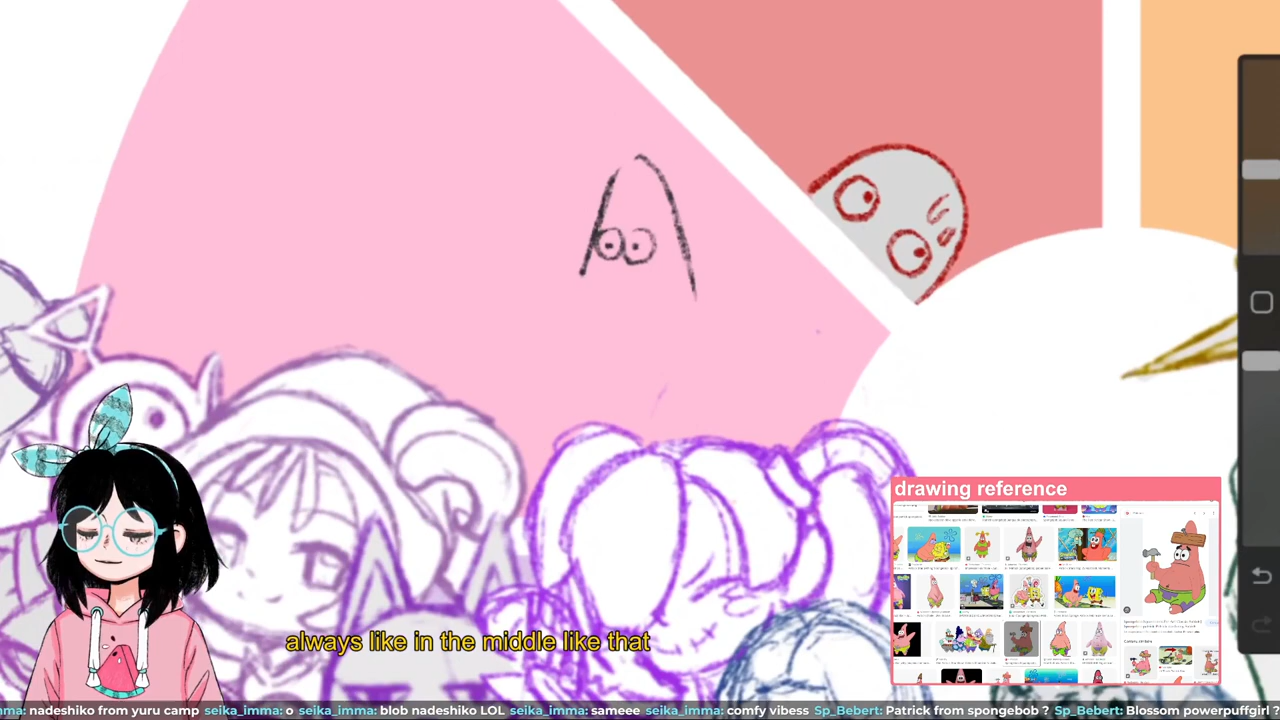 drawing reference
always like in the middle like that
mma: nadeshiko from yuru camp seika_imma: o seika_imma: blob nadeshiko LOL seika_imma: sameee seika_imma: comfy vibess Sp_Bebert: Patrick from spongebob ? Sp_Bebert: Blossom powerpuffgirl ?